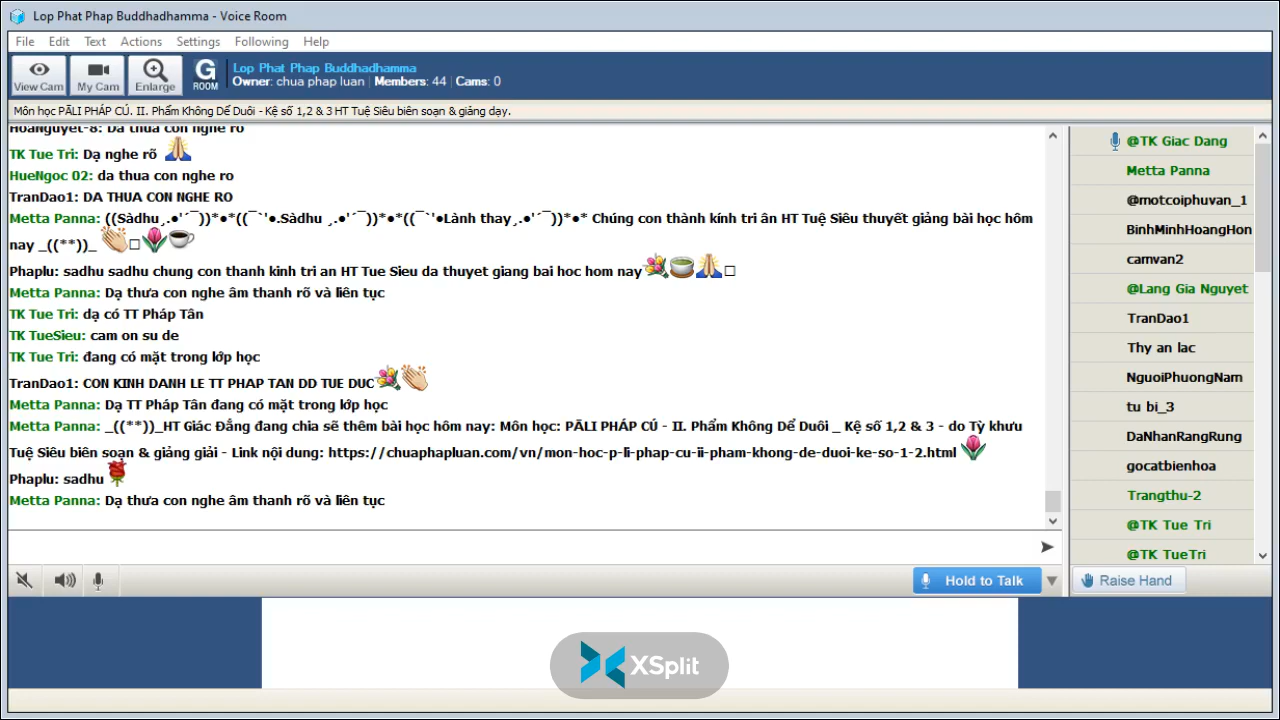 Lop Phat Phap Buddhadhamma - Voice Room
File Edit Text Actions Settings Following Help
View Cam My Cam Enlarge G ROOM
Lop Phat Phap Buddhadhamma
Owner: chua phap luan | Members: 44 | Cams: 0
Môn học PĀLI PHÁP CÚ. II. Phẩm Không Dể Duôi - Kệ số 1,2 & 3 HT Tuệ Siêu biên soạn & giảng dạy.
HoaNguyet-8: Da thua con nghe ro
TK Tue Tri: Dạ nghe rõ
HueNgoc 02: da thua con nghe ro
TranDao1: DA THUA CON NGHE RO
Metta Panna: ((Sàdhu¸.●'´¯))*●*((¯`'●.Sàdhu ¸.●'´¯))*●*((¯`'●Lành thay¸.●'´¯))*●* Chúng con thành kính tri ân HT Tuệ Siêu thuyết giảng bài học hôm
nay _((**))_
Phaplu: sadhu sadhu chung con thanh kinh tri an HT Tue Sieu da thuyet giang bai hoc hom nay
Metta Panna: Dạ thưa con nghe âm thanh rõ và liên tục
TK Tue Tri: dạ có TT Pháp Tân
TK TueSieu: cam on su de
TK Tue Tri: đang có mặt trong lớp học
TranDao1: CON KINH DANH LE TT PHAP TAN DD TUE DUC
Metta Panna: Dạ TT Pháp Tân đang có mặt trong lớp học
Metta Panna: _((**))_HT Giác Đẳng đang chia sẽ thêm bài học hôm nay: Môn học: PĀLI PHÁP CÚ - II. Phẩm Không Dể Duôi _ Kệ số 1,2 & 3 - do Tỳ khưu
Tuệ Siêu biên soạn & giảng giải - Link nội dung: https://chuaphapluan.com/vn/mon-hoc-p-li-phap-cu-ii-pham-khong-de-duoi-ke-so-1-2.html
Phaplu: sadhu
Metta Panna: Dạ thưa con nghe âm thanh rõ và liên tục
@TK Giac Dang
Metta Panna
@motcoiphuvan_1
BinhMinhHoangHon
camvan2
@Lang Gia Nguyet
TranDao1
Thy an lac
NguoiPhuongNam
tu bi_3
DaNhanRangRung
gocatbienhoa
Trangthu-2
@TK Tue Tri
@TK TueTri
Hold to Talk
Raise Hand
XSplit